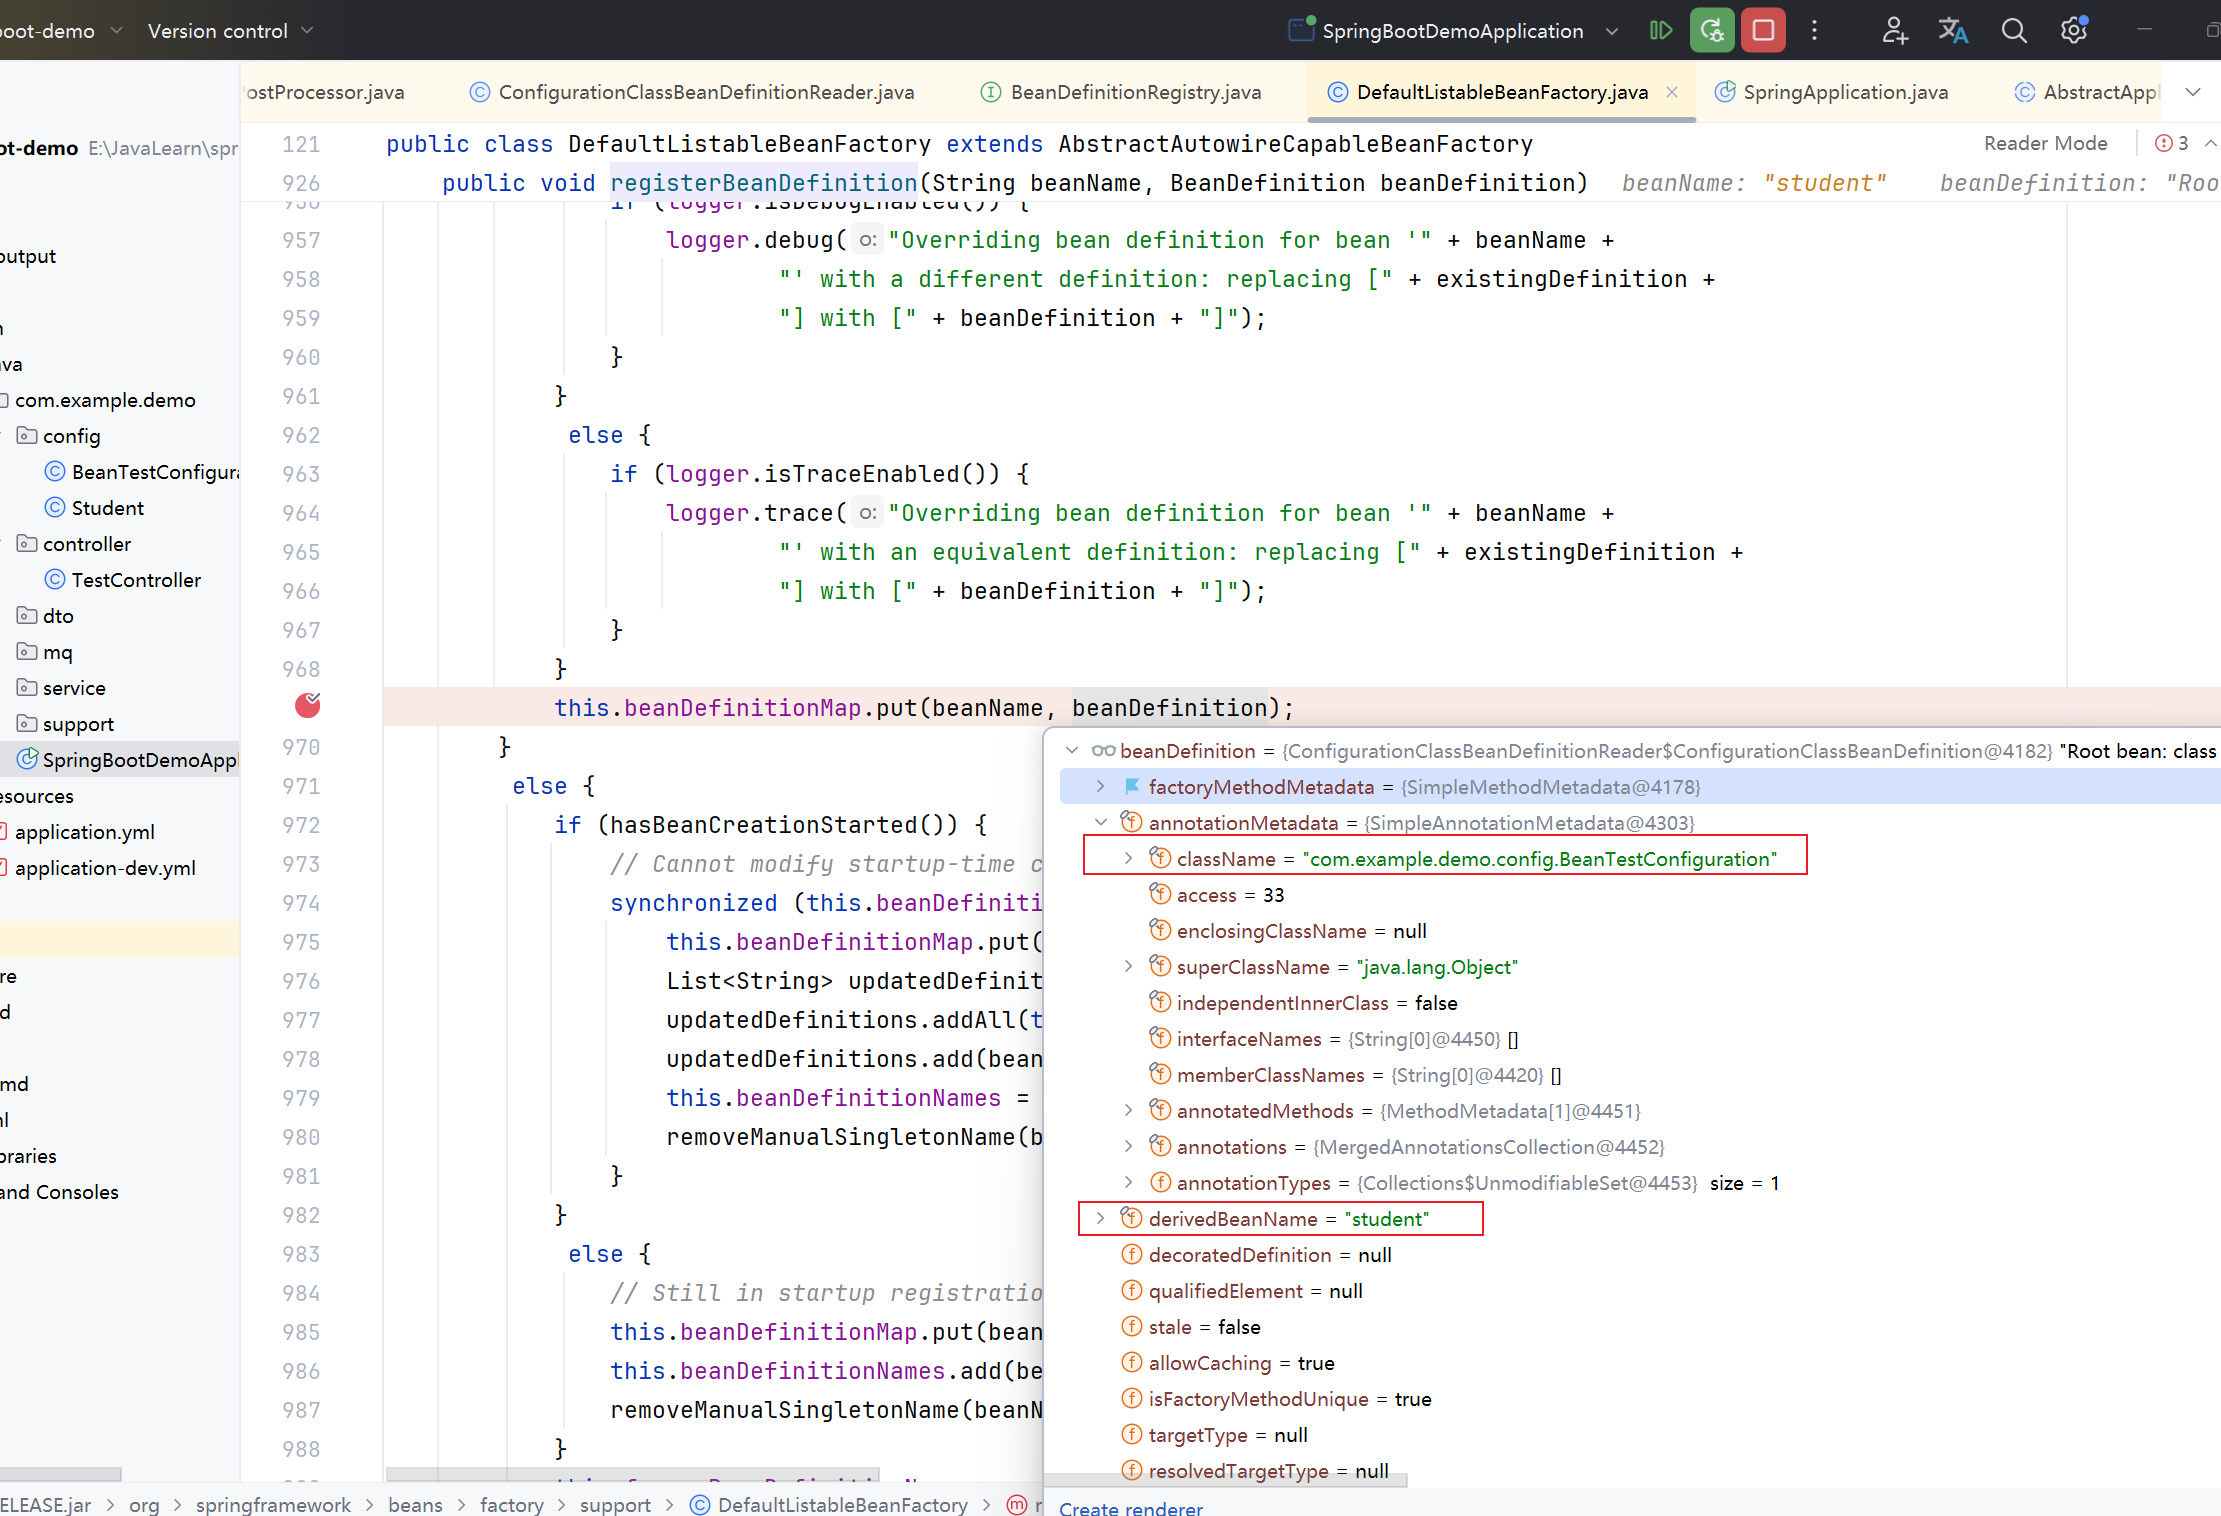 boot-demo Version control SpringBootDemoApplication
ostProcessor.java ConfigurationClassBeanDefinitionReader.java BeanDefinitionRegistry.java DefaultListableBeanFactory.java SpringApplication.java AbstractAppl
ot-demo E:\JavaLearn\spr
output
n
va
com.example.demo
config
BeanTestConfigura
Student
controller
TestController
dto
mq
service
support
SpringBootDemoAppl
esources
application.yml
application-dev.yml
re
d
md
l
braries
and Consoles
Reader Mode 3
121 public class DefaultListableBeanFactory extends AbstractAutowireCapableBeanFactory
926 public void registerBeanDefinition(String beanName, BeanDefinition beanDefinition) beanName: "student" beanDefinition: "Roo
956 if (logger.isDebugEnabled()) {
957 logger.debug( o: "Overriding bean definition for bean '" + beanName +
958 "' with a different definition: replacing [" + existingDefinition +
959 "] with [" + beanDefinition + "]");
960 }
961 }
962 else {
963 if (logger.isTraceEnabled()) {
964 logger.trace( o: "Overriding bean definition for bean '" + beanName +
965 "' with an equivalent definition: replacing [" + existingDefinition +
966 "] with [" + beanDefinition + "]");
967 }
968 }
this.beanDefinitionMap.put(beanName, beanDefinition);
970 }
971 else {
972 if (hasBeanCreationStarted()) {
973 // Cannot modify startup-time c
974 synchronized (this.beanDefiniti
975 this.beanDefinitionMap.put(
976 List<String> updatedDefinit
977 updatedDefinitions.addAll(t
978 updatedDefinitions.add(bean
979 this.beanDefinitionNames =
980 removeManualSingletonName(b
981 }
982 }
983 else {
984 // Still in startup registratio
985 this.beanDefinitionMap.put(bean
986 this.beanDefinitionNames.add(be
987 removeManualSingletonName(beanN
988 }
beanDefinition = {ConfigurationClassBeanDefinitionReader$ConfigurationClassBeanDefinition@4182} "Root bean: class
factoryMethodMetadata = {SimpleMethodMetadata@4178}
annotationMetadata = {SimpleAnnotationMetadata@4303}
className = "com.example.demo.config.BeanTestConfiguration"
access = 33
enclosingClassName = null
superClassName = "java.lang.Object"
independentInnerClass = false
interfaceNames = {String[0]@4450} []
memberClassNames = {String[0]@4420} []
annotatedMethods = {MethodMetadata[1]@4451}
annotations = {MergedAnnotationsCollection@4452}
annotationTypes = {Collections$UnmodifiableSet@4453} size = 1
derivedBeanName = "student"
decoratedDefinition = null
qualifiedElement = null
stale = false
allowCaching = true
isFactoryMethodUnique = true
targetType = null
resolvedTargetType = null
Create renderer
ELEASE.jar > org > springframework > beans > factory > support > DefaultListableBeanFactory > r